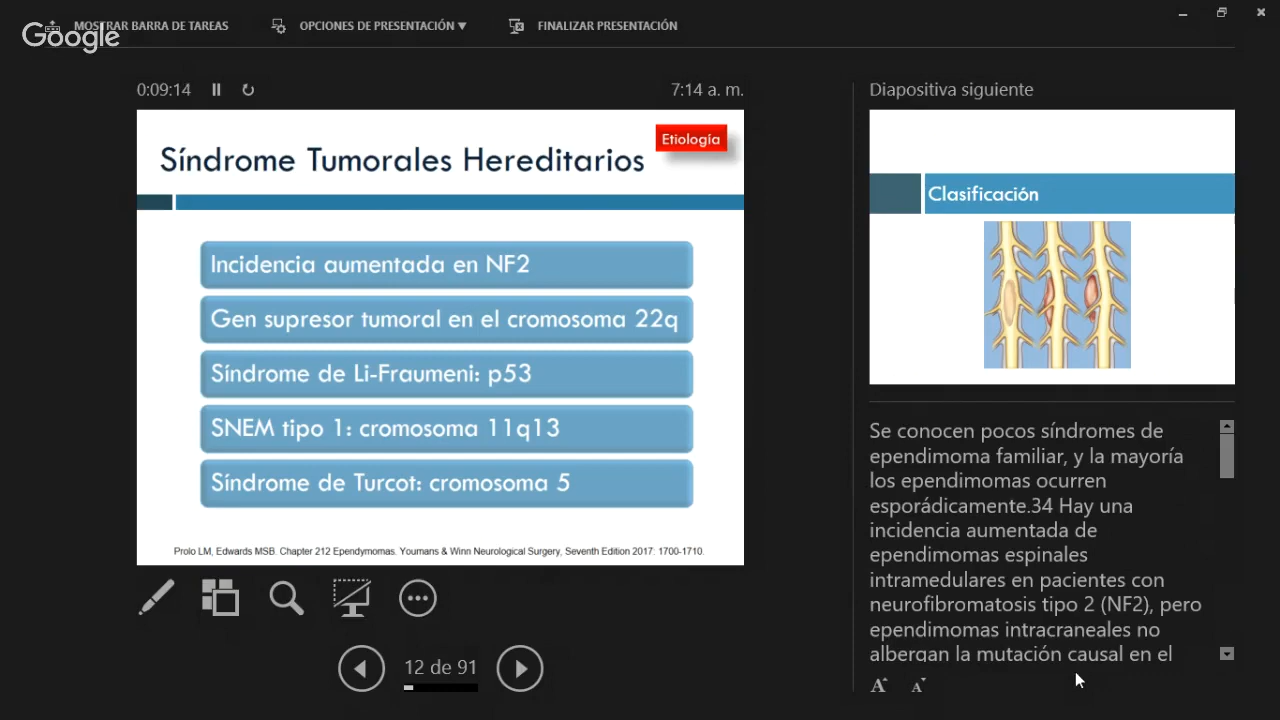 MOSTRAR BARRA DE TAREAS
OPCIONES DE PRESENTACIÓN ▼
FINALIZAR PRESENTACIÓN
Google
0:09:14
7:14 a. m.
Síndrome Tumorales Hereditarios
Etiología
Incidencia aumentada en NF2
Gen supresor tumoral en el cromosoma 22q
Síndrome de Li-Fraumeni: p53
SNEM tipo 1: cromosoma 11q13
Síndrome de Turcot: cromosoma 5
Prolo LM, Edwards MSB. Chapter 212 Ependymomas. Youmans & Winn Neurological Surgery, Seventh Edition 2017: 1700-1710.
12 de 91
Diapositiva siguiente
Clasificación
Se conocen pocos síndromes de
ependimoma familiar, y la mayoría
los ependimomas ocurren
esporádicamente.34 Hay una
incidencia aumentada de
ependimomas espinales
intramedulares en pacientes con
neurofibromatosis tipo 2 (NF2), pero
ependimomas intracraneales no
albergan la mutación causal en el
A A